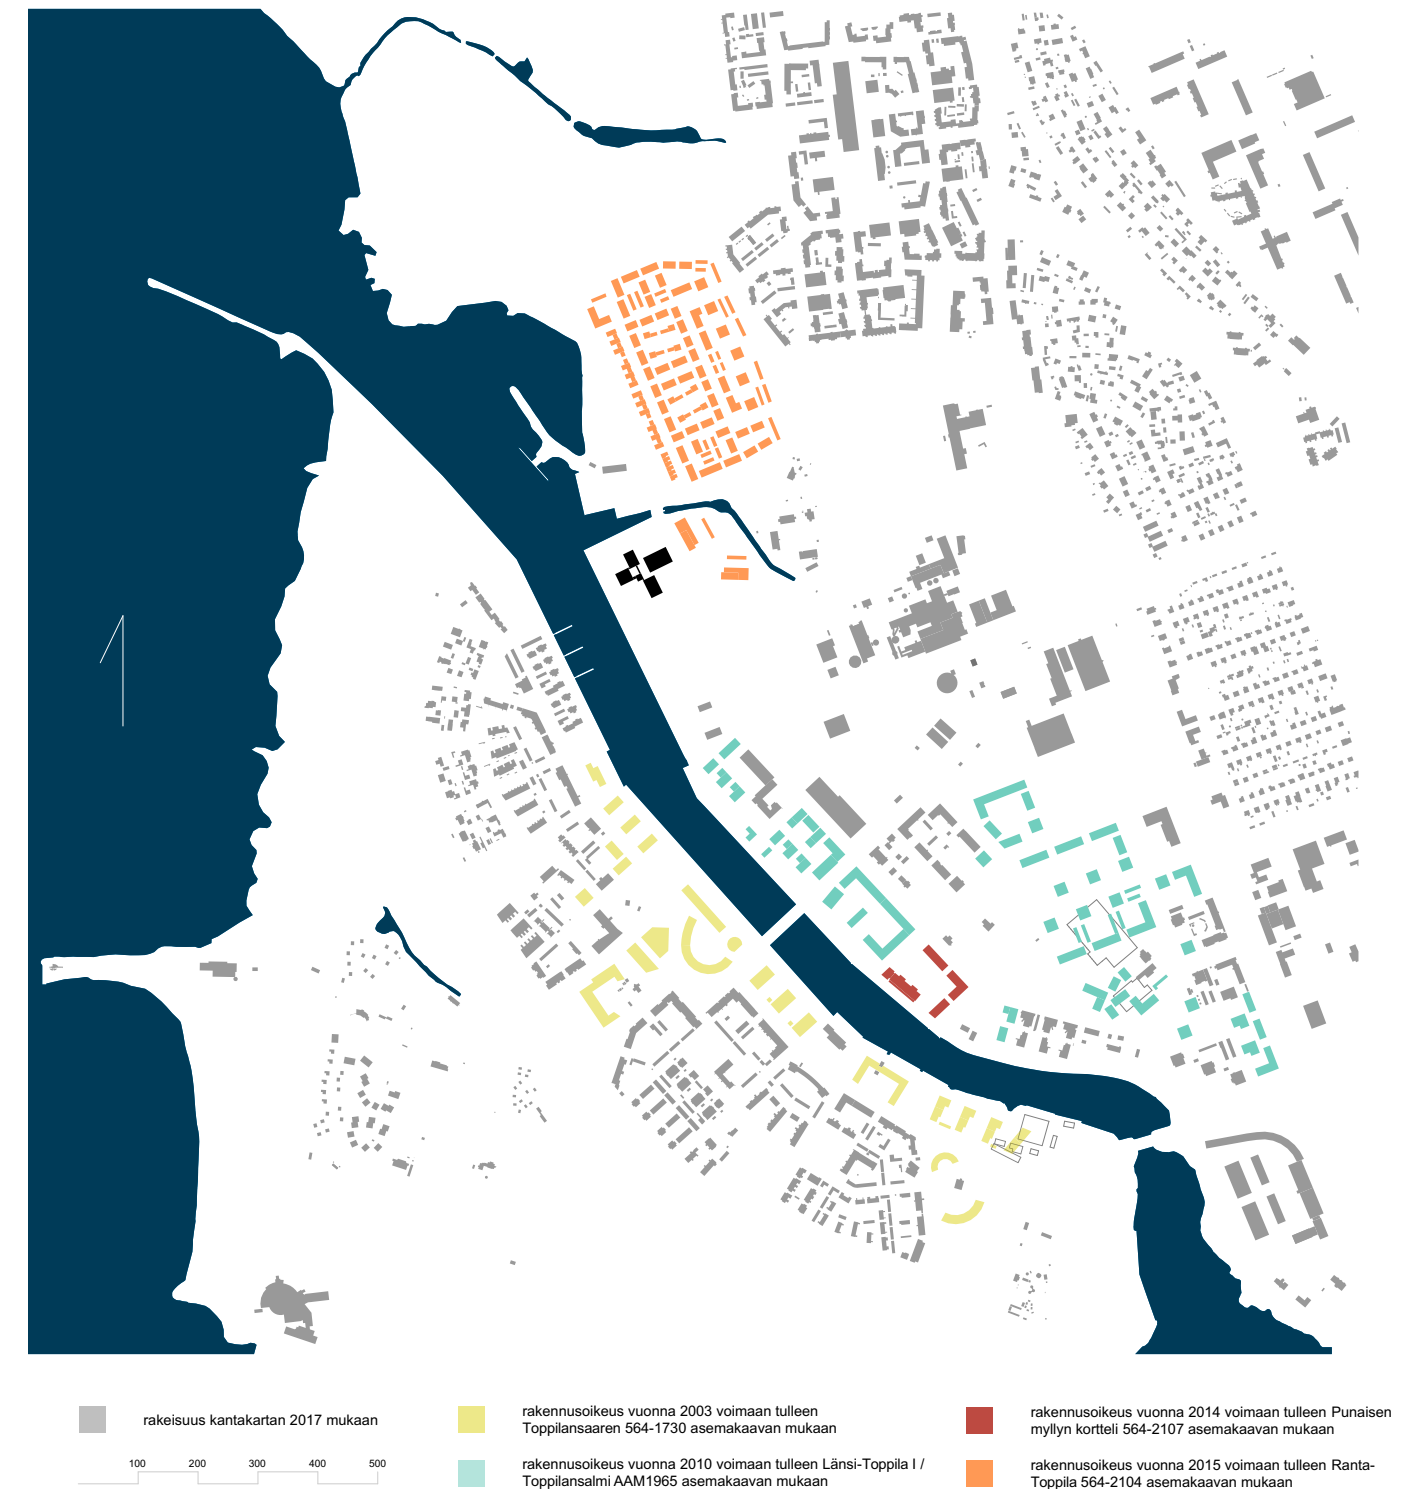 rakeisuus kantakartan 2017 mukaan
100 200 300 400 500
rakennusoikeus vuonna 2003 voimaan tulleen
Toppilansaaren 564-1730 asemakaavan mukaan
rakennusoikeus vuonna 2010 voimaan tulleen Länsi-Toppila I /
Toppilansalmi AAM1965 asemakaavan mukaan
rakennusoikeus vuonna 2014 voimaan tulleen Punaisen
myllyn kortteli 564-2107 asemakaavan mukaan
rakennusoikeus vuonna 2015 voimaan tulleen Ranta-
Toppila 564-2104 asemakaavan mukaan